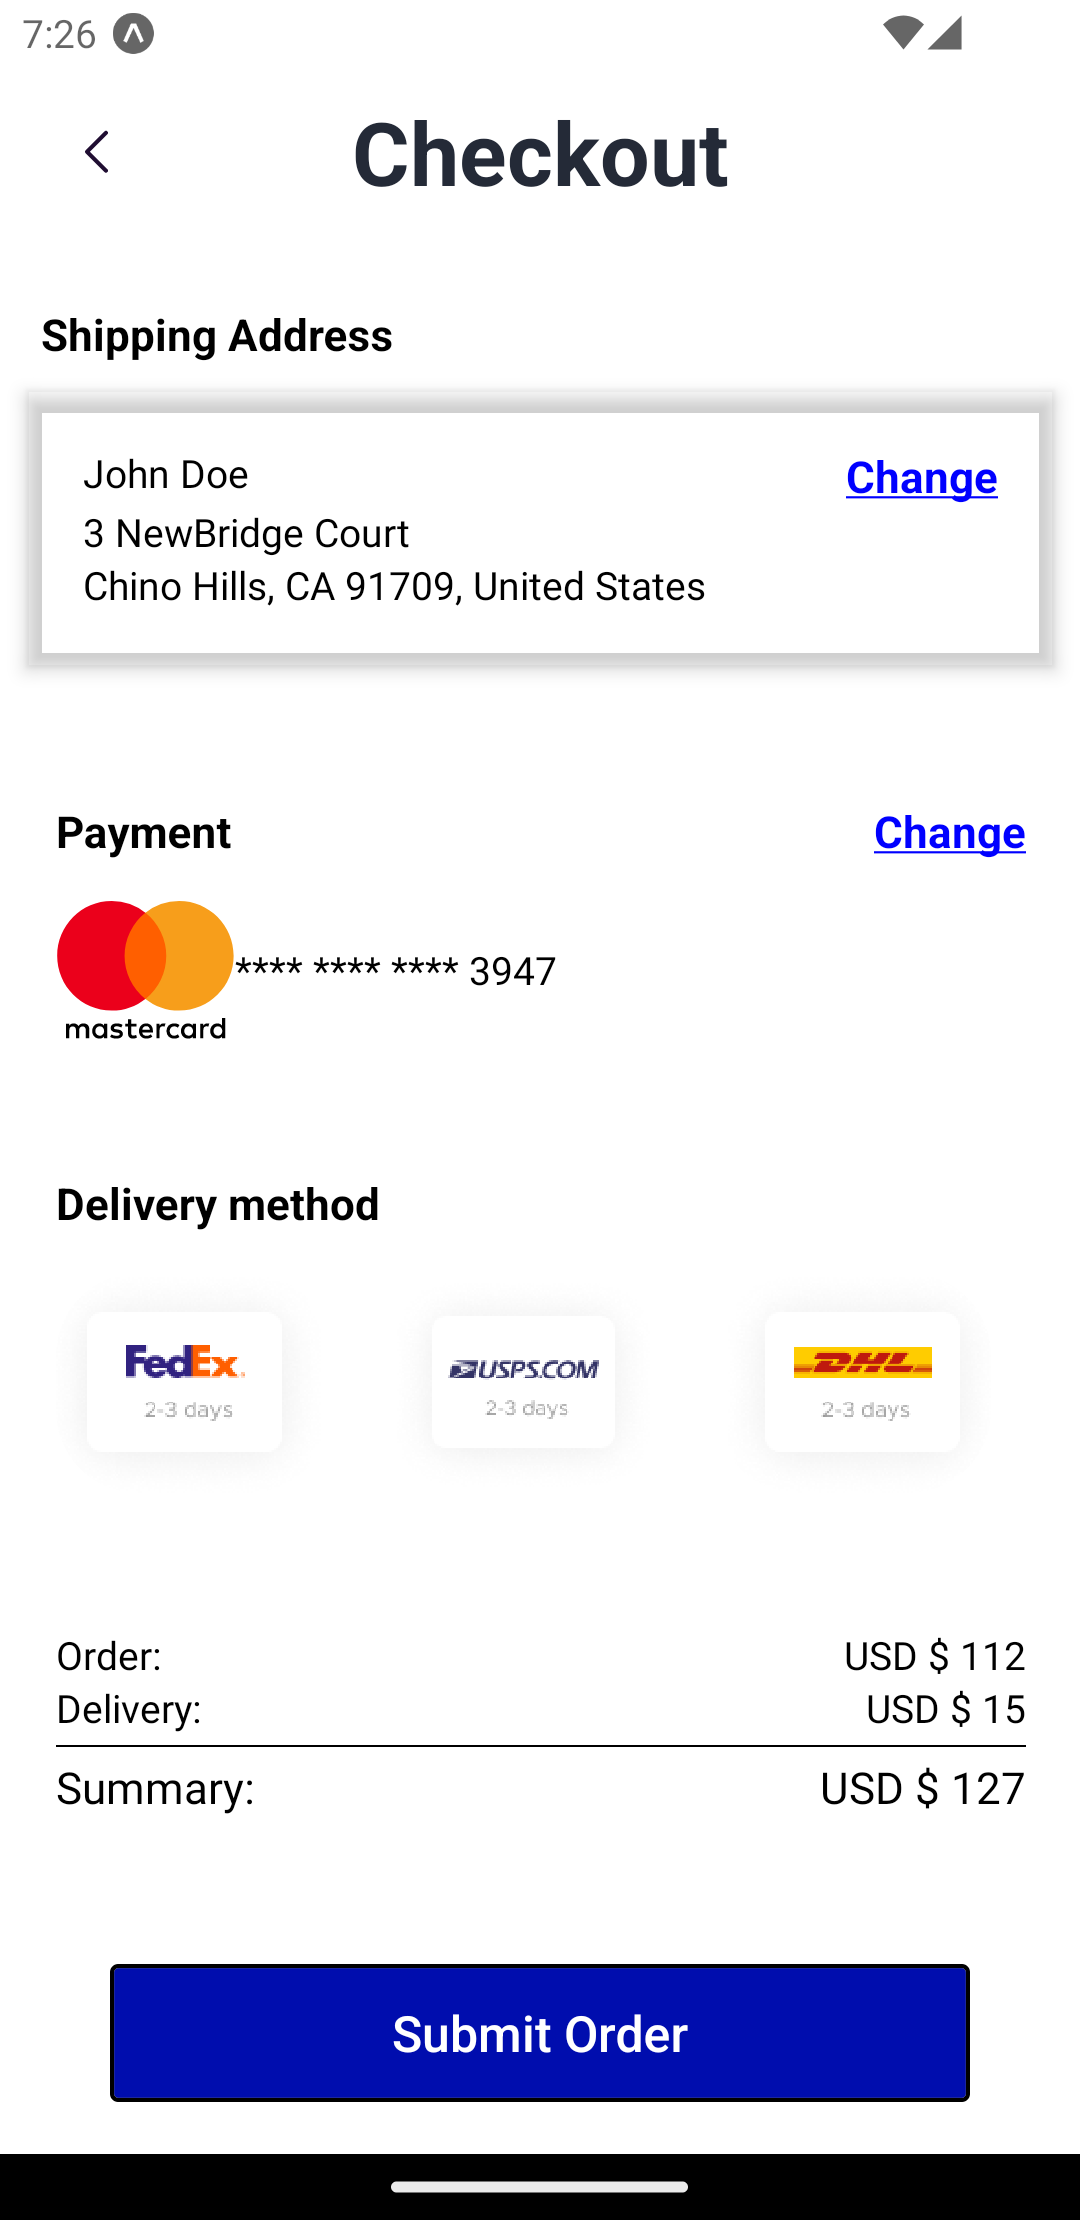 7:26
Checkout
Shipping Address
John Doe
Change
3 NewBridge Court
Chino Hills, CA 91709, United States
Payment
Change
**** **** **** 3947
mastercard
Delivery method
FedEx.
2-3 days
USPS.COM
2-3 days
DHL
2-3 days
Order:
USD $ 112
Delivery:
USD $ 15
Summary:
USD $ 127
Submit Order